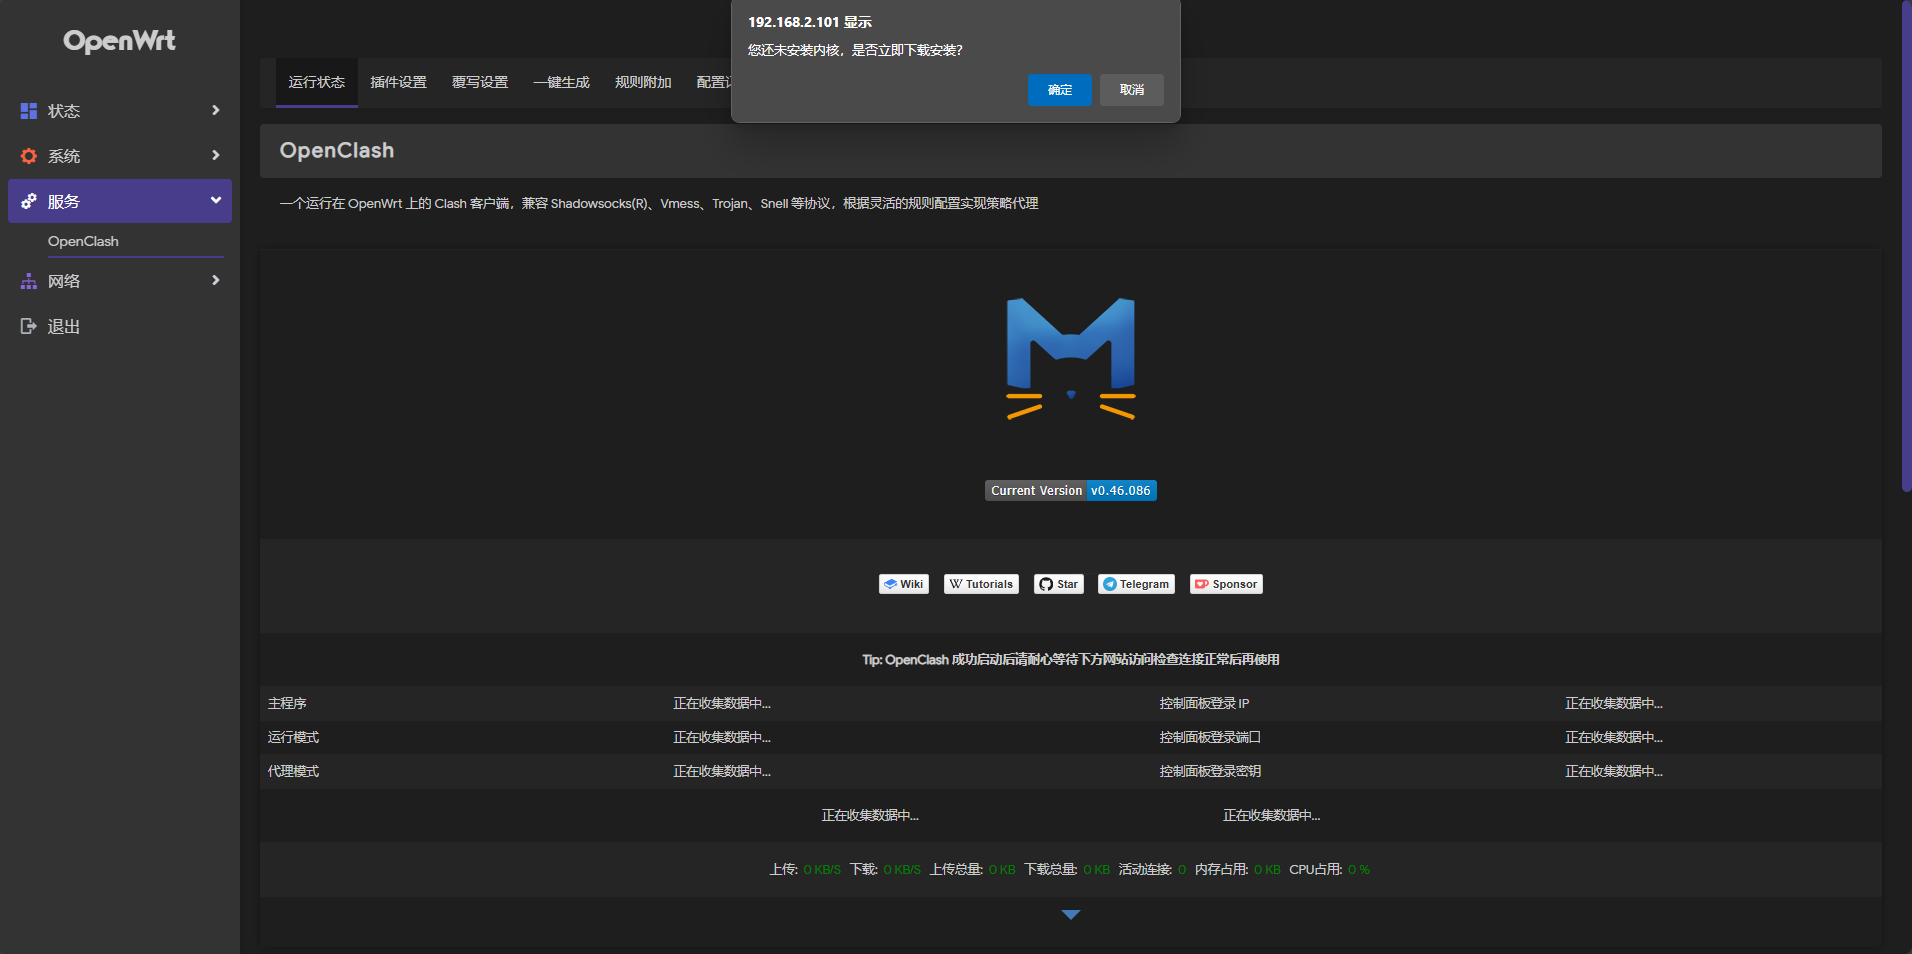 OpenWrt
状态
系统
服务
OpenClash
网络
退出
192.168.2.101 显示
您还未安装内核，是否立即下载安装？
确定 取消
运行状态 插件设置 覆写设置 一键生成 规则附加 配置
OpenClash
一个运行在 OpenWrt 上的 Clash 客户端，兼容 Shadowsocks(R)、Vmess、Trojan、Snell 等协议，根据灵活的规则配置实现策略代理
Current Version v0.46.086
Wiki Tutorials Star Telegram Sponsor
Tip: OpenClash 成功启动后请耐心等待下方网站访问检查连接正常后再使用
主程序 正在收集数据中... 控制面板登录 IP 正在收集数据中...
运行模式 正在收集数据中... 控制面板登录端口 正在收集数据中...
代理模式 正在收集数据中... 控制面板登录密钥 正在收集数据中...
正在收集数据中... 正在收集数据中...
上传: 0 KB/S 下载: 0 KB/S 上传总量: 0 KB 下载总量: 0 KB 活动连接: 0 内存占用: 0 KB CPU占用: 0 %